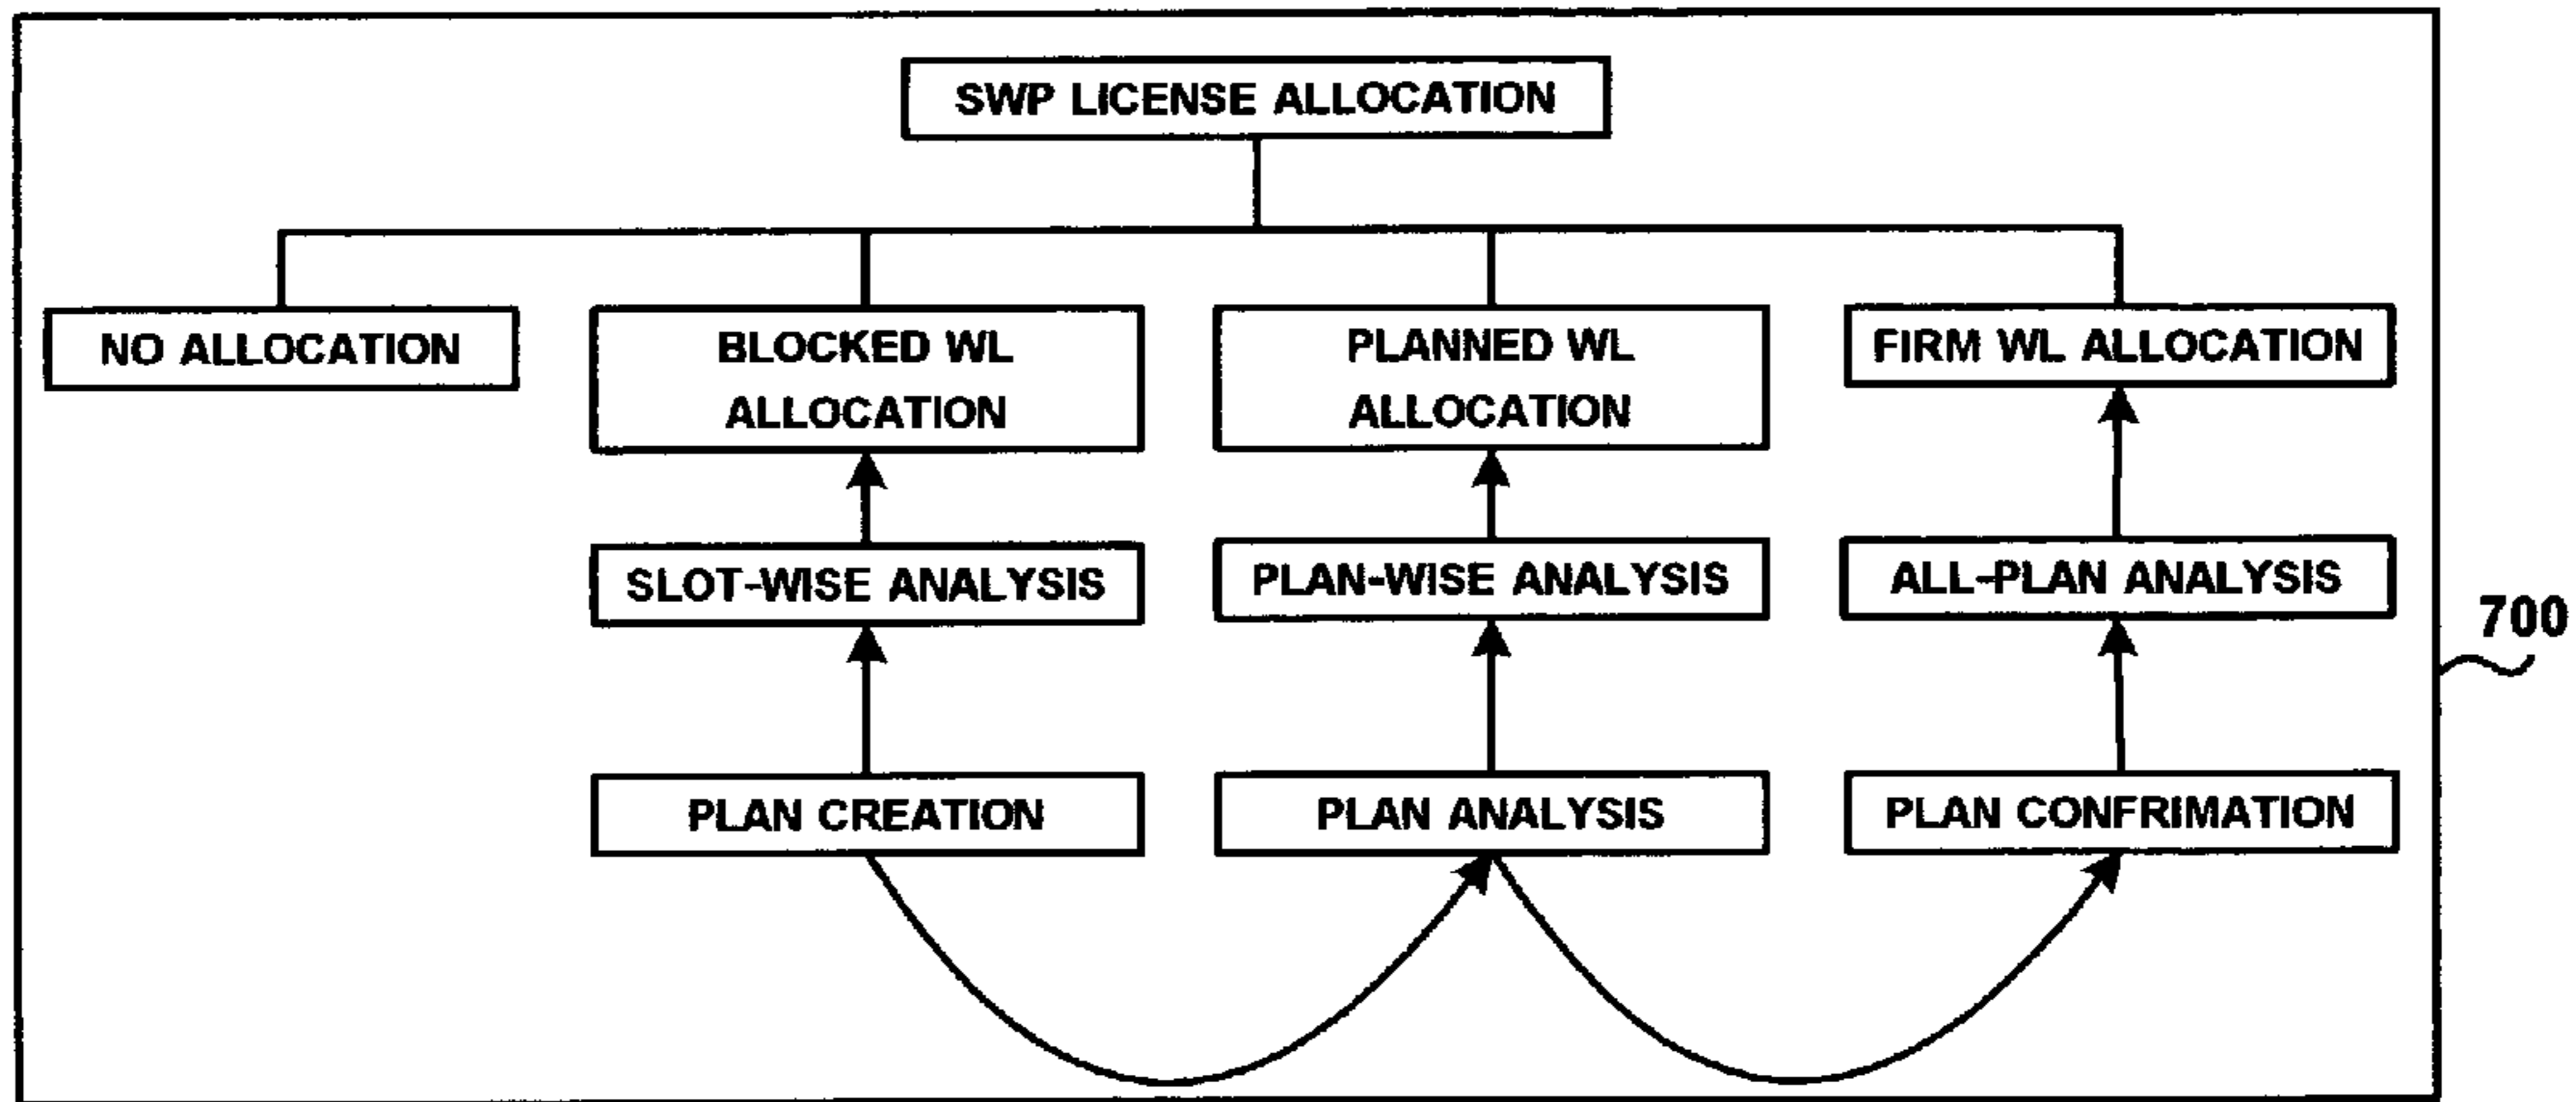 SWP LICENSE ALLOCATION
NO ALLOCATION
BLOCKED WL
ALLOCATION
PLANNED WL
ALLOCATION
FIRM WL ALLOCATION
SLOT-WISE ANALYSIS
PLAN-WISE ANALYSIS
ALL-PLAN ANALYSIS
700
PLAN CREATION
PLAN ANALYSIS
PLAN CONFRIMATION